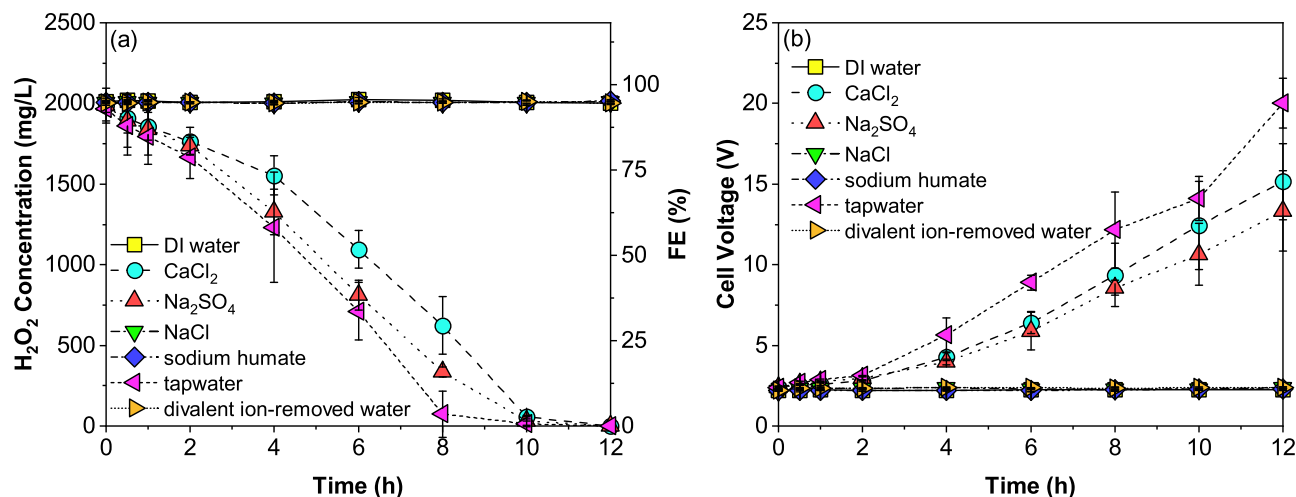 (a)
H₂O₂ Concentration (mg/L)
2500
2000
1500
1000
500
0
DI water
CaCl₂
Na₂SO₄
NaCl
sodium humate
tapwater
divalent ion-removed water
100
75
50
25
0
FE (%)
0 2 4 6 8 10 12
Time (h)
(b)
Cell Voltage (V)
25
20
15
10
5
0
DI water
CaCl₂
Na₂SO₄
NaCl
sodium humate
tapwater
divalent ion-removed water
0 2 4 6 8 10 12
Time (h)